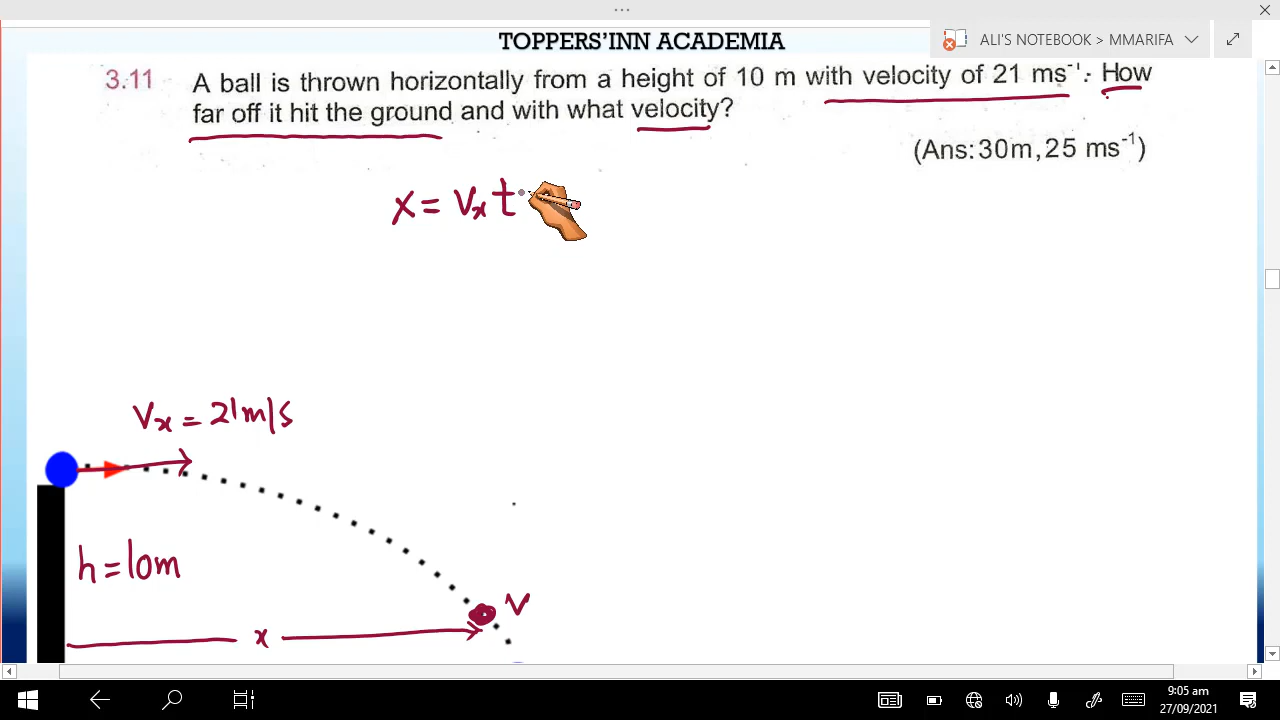 TOPPERS'INN ACADEMIA
ALI'S NOTEBOOK > MMARIFA
3.11 A ball is thrown horizontally from a height of 10 m with velocity of 21 ms⁻¹. How
far off it hit the ground and with what velocity?
(Ans: 30m, 25 ms⁻¹)
x = Vx t
Vx = 21m/s
h = 10m
V
x
9:05 am
27/09/2021